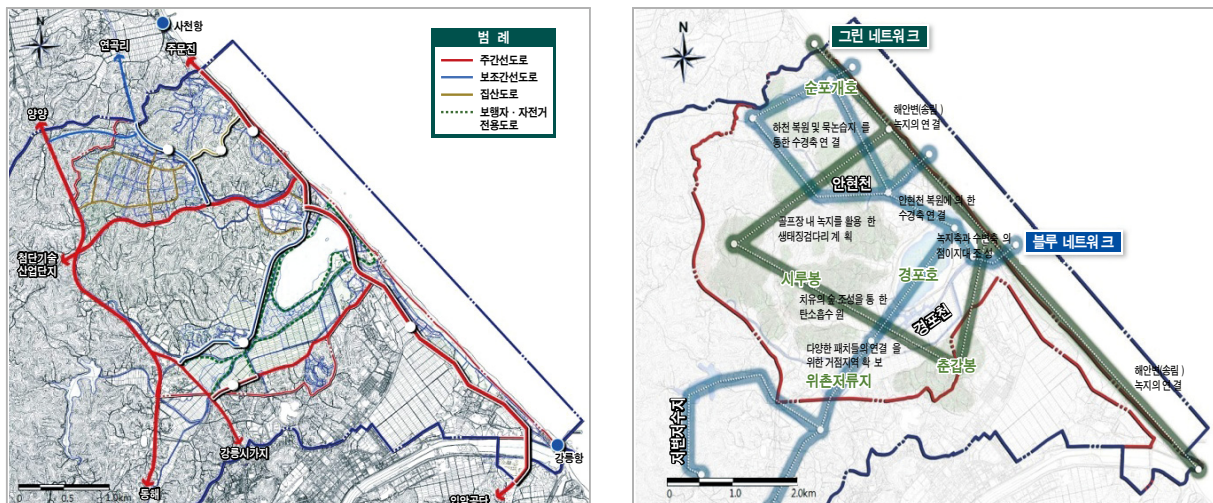 N
사천항
연곡리
주문진
양양
범 례
주간선도로
보조간선도로
집산도로
보행자 · 자전거
전용도로
첨단기술
산업단지
강릉시가지
동해
강릉항
0 0.5 1.0km
N
그린 네트워크
순포개호
해안변(송림)
녹지의 연결
하천 복원 및 묵논습지 를
통한 수경축 연 결
안현천
안현천 복원에 의 한
수경축 연 결
골프장 내 녹지를 활용 한
생태징검다리 계 획
녹지축과 수변축 의
점이지대 조 성
블루 네트워크
시루봉
경포호
치유의 숲 조성을 통 한
탄소흡수 원
경포천
다양한 패치들의 연결 을
위한 거점지역 확 보
위촌저류지
춘갑봉
해안변(송림)
녹지의 연결
지변저수지
0 1.0 2.0km